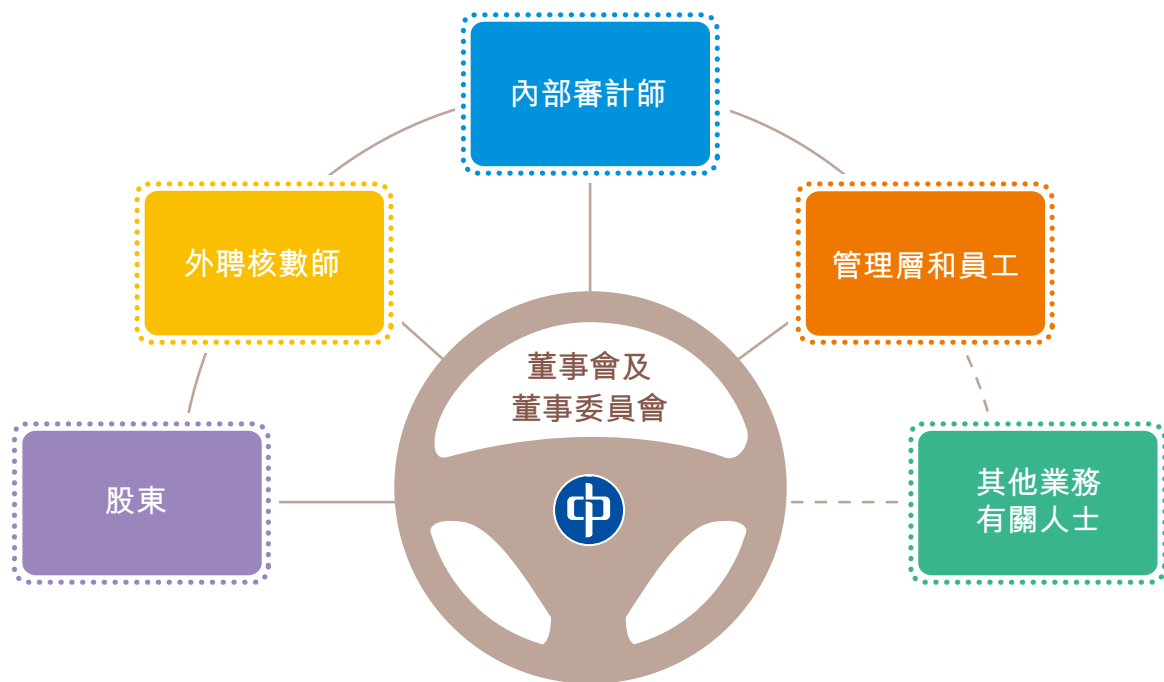 內部審計師
外聘核數師
管理層和員工
董事會及
董事委員會
股東
其他業務
有關人士